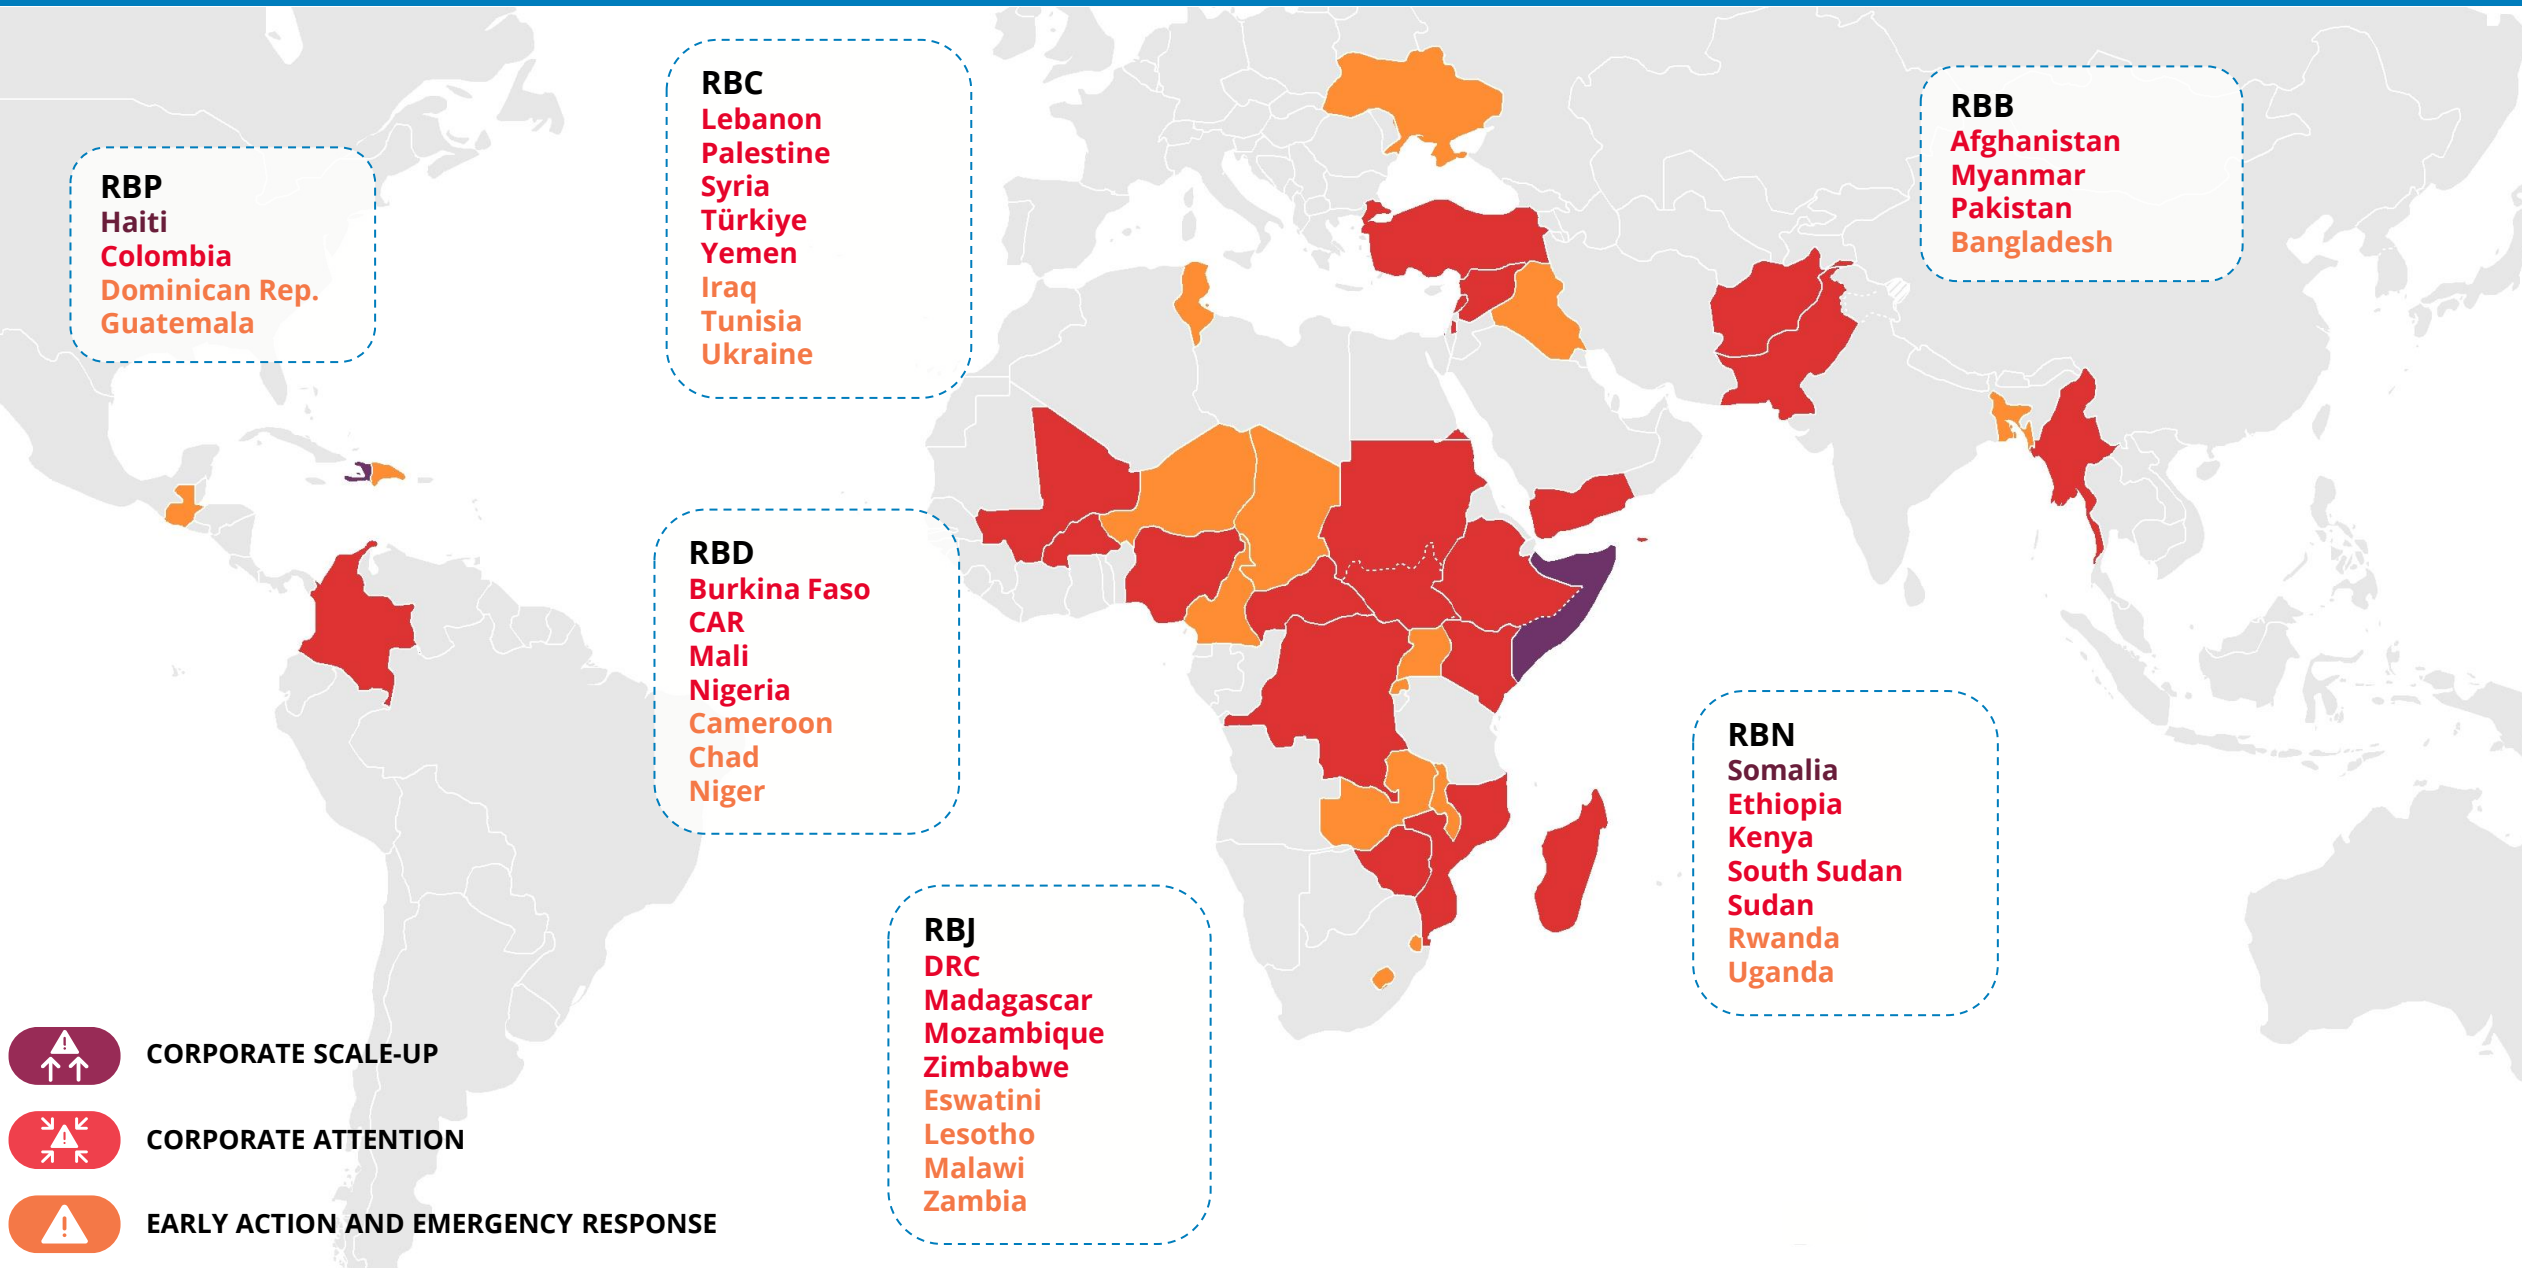 RBP
Haiti
Colombia
Dominican Rep.
Guatemala
RBC
Lebanon
Palestine
Syria
Türkiye
Yemen
Iraq
Tunisia
Ukraine
RBB
Afghanistan
Myanmar
Pakistan
Bangladesh
RBD
Burkina Faso
CAR
Mali
Nigeria
Cameroon
Chad
Niger
RBN
Somalia
Ethiopia
Kenya
South Sudan
Sudan
Rwanda
Uganda
RBJ
DRC
Madagascar
Mozambique
Zimbabwe
Eswatini
Lesotho
Malawi
Zambia
CORPORATE SCALE-UP
CORPORATE ATTENTION
EARLY ACTION AND EMERGENCY RESPONSE